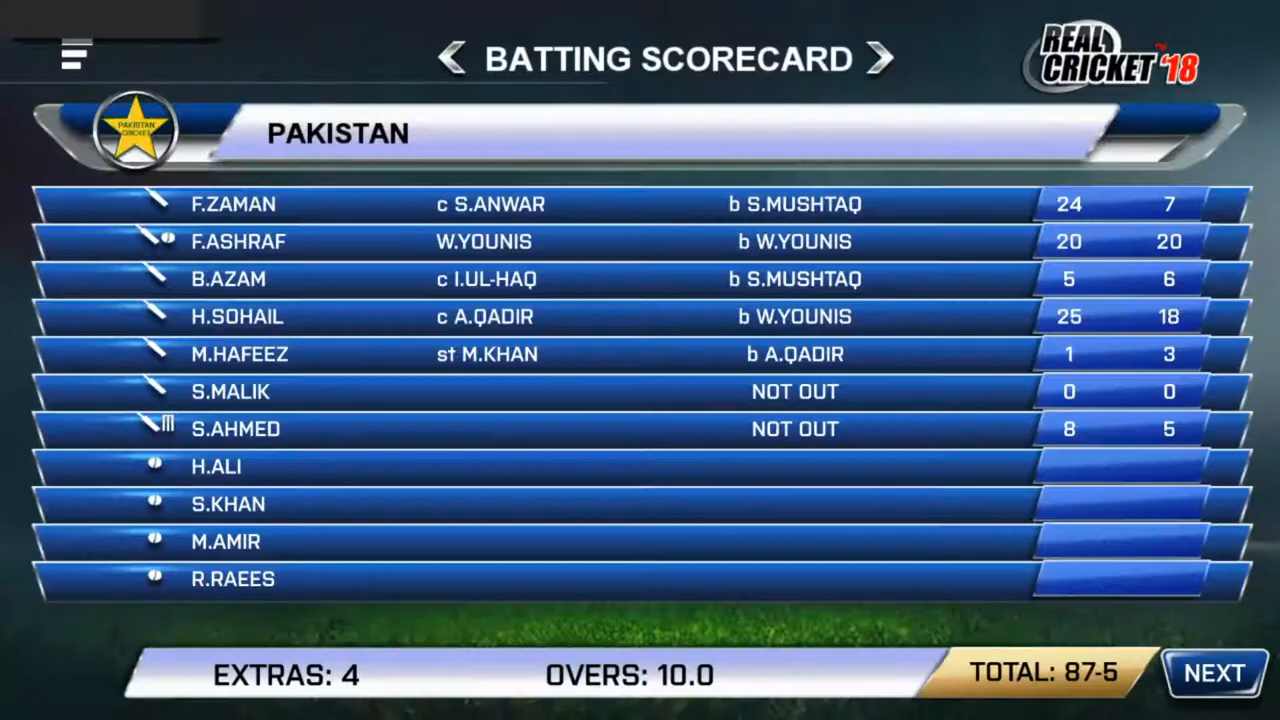 BATTING SCORECARD
REAL CRICKET™ '18
PAKISTAN CRICKET
PAKISTAN
F.ZAMAN c S.ANWAR b S.MUSHTAQ 24 7
F.ASHRAF W.YOUNIS b W.YOUNIS 20 20
B.AZAM c I.UL-HAQ b S.MUSHTAQ 5 6
H.SOHAIL c A.QADIR b W.YOUNIS 25 18
M.HAFEEZ st M.KHAN b A.QADIR 1 3
S.MALIK NOT OUT 0 0
S.AHMED NOT OUT 8 5
H.ALI
S.KHAN
M.AMIR
R.RAEES
EXTRAS: 4 OVERS: 10.0 TOTAL: 87-5 NEXT